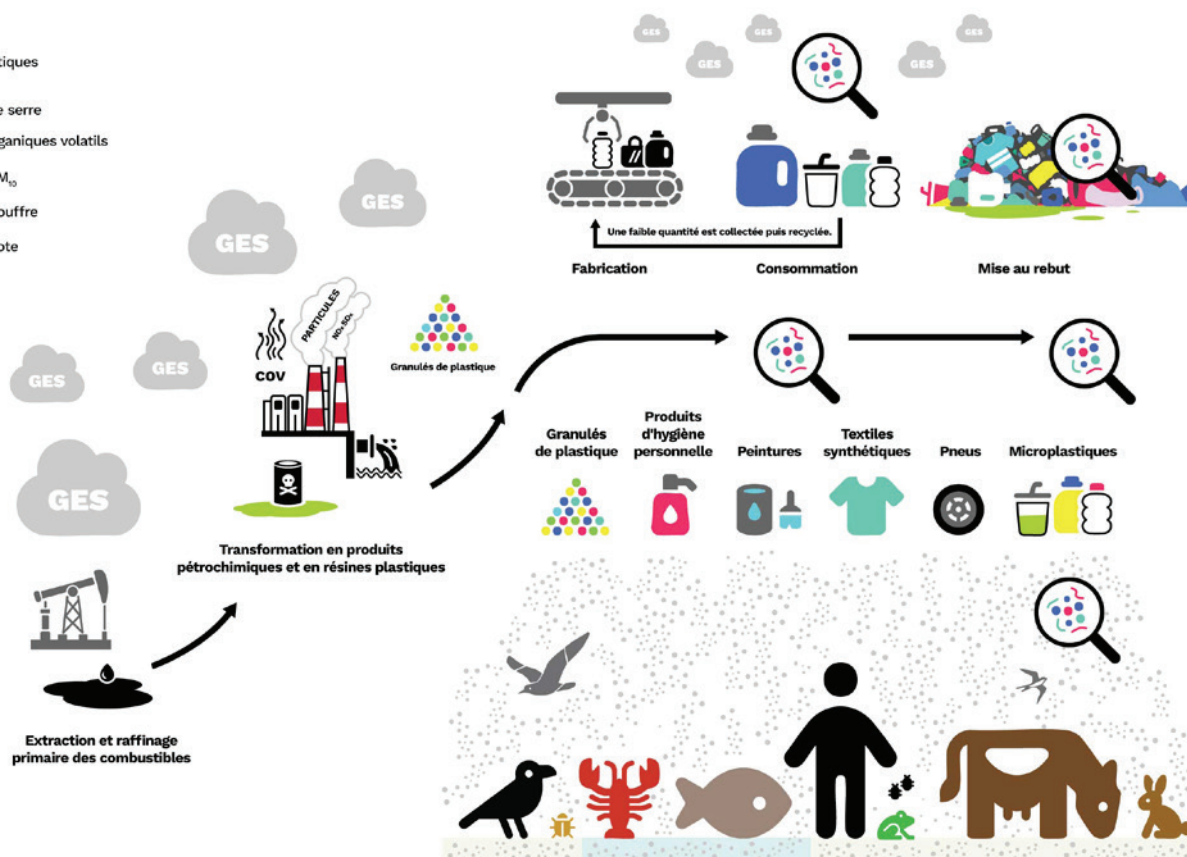 tiques
e serre
ganiques volatils
M₁₀
ouffre
ote
GES
GES
GES
GES
GES
GES
GES
GES
GES
GES
Une faible quantité est collectée puis recyclée.
Fabrication
Consommation
Mise au rebut
PARTICULES
NOx SOx
COV
Granulés de plastique
Transformation en produits
pétrochimiques et en résines plastiques
Extraction et raffinage
primaire des combustibles
Granulés
de plastique
Produits
d'hygiène
personnelle
Peintures
Textiles
synthétiques
Pneus
Microplastiques